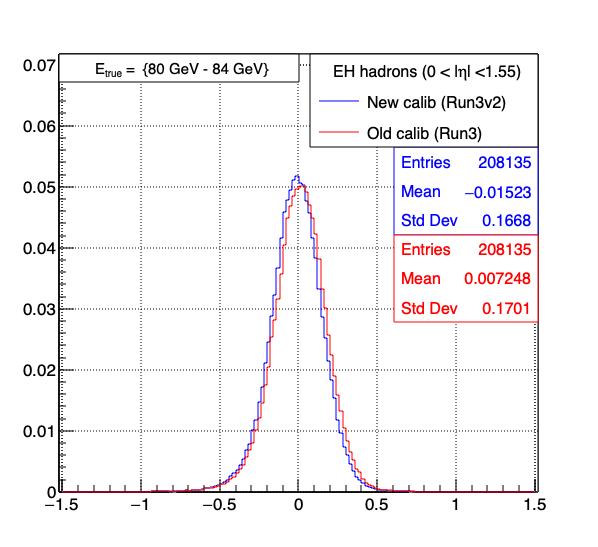 E_true = {80 GeV - 84 GeV}
EH hadrons (0 < |η| <1.55)
New calib (Run3v2)
Old calib (Run3)
Entries 208135
Mean −0.01523
Std Dev 0.1668
Entries 208135
Mean 0.007248
Std Dev 0.1701
0.07
0.06
0.05
0.04
0.03
0.02
0.01
0
−1.5 −1 −0.5 0 0.5 1 1.5